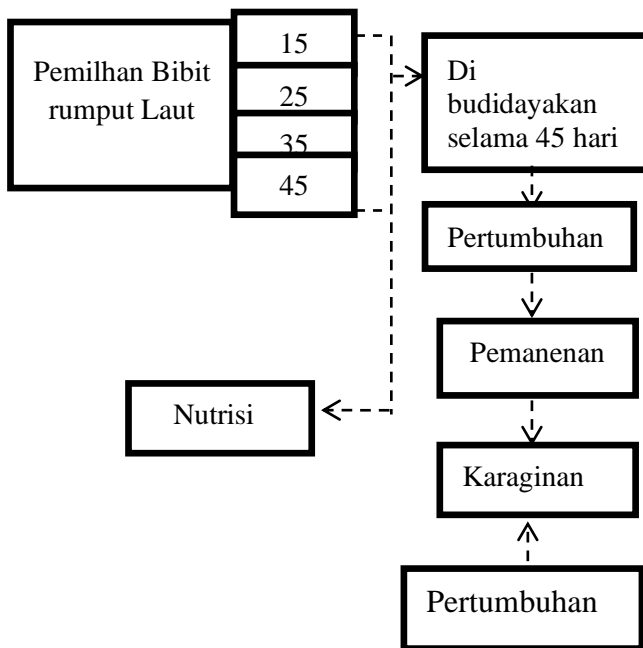 Pemilhan Bibit
rumput Laut
15
25
35
45
Di
budidayakan
selama 45 hari
Pertumbuhan
Pemanenan
Nutrisi
Karaginan
Pertumbuhan